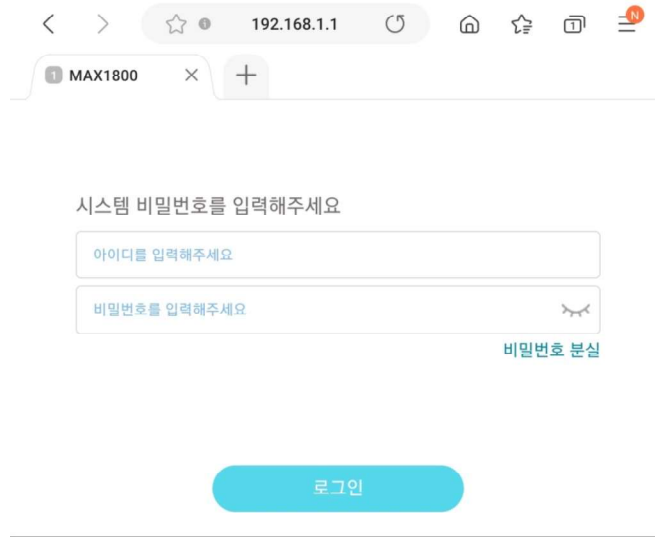 192.168.1.1
1
N
1 MAX1800
시스템 비밀번호를 입력해주세요
아이디를 입력해주세요
비밀번호를 입력해주세요
비밀번호 분실
로그인